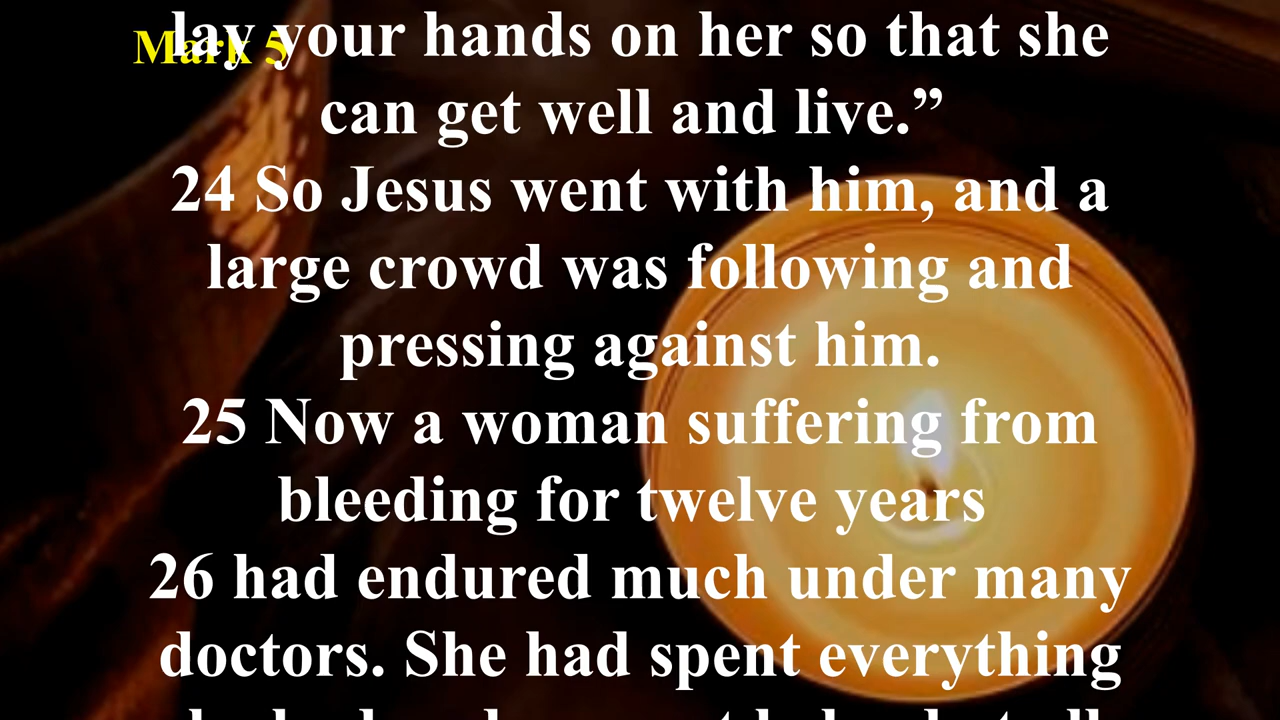 Mark 5
lay your hands on her so that she
can get well and live.”
24 So Jesus went with him, and a
large crowd was following and
pressing against him.
25 Now a woman suffering from
bleeding for twelve years
26 had endured much under many
doctors. She had spent everything